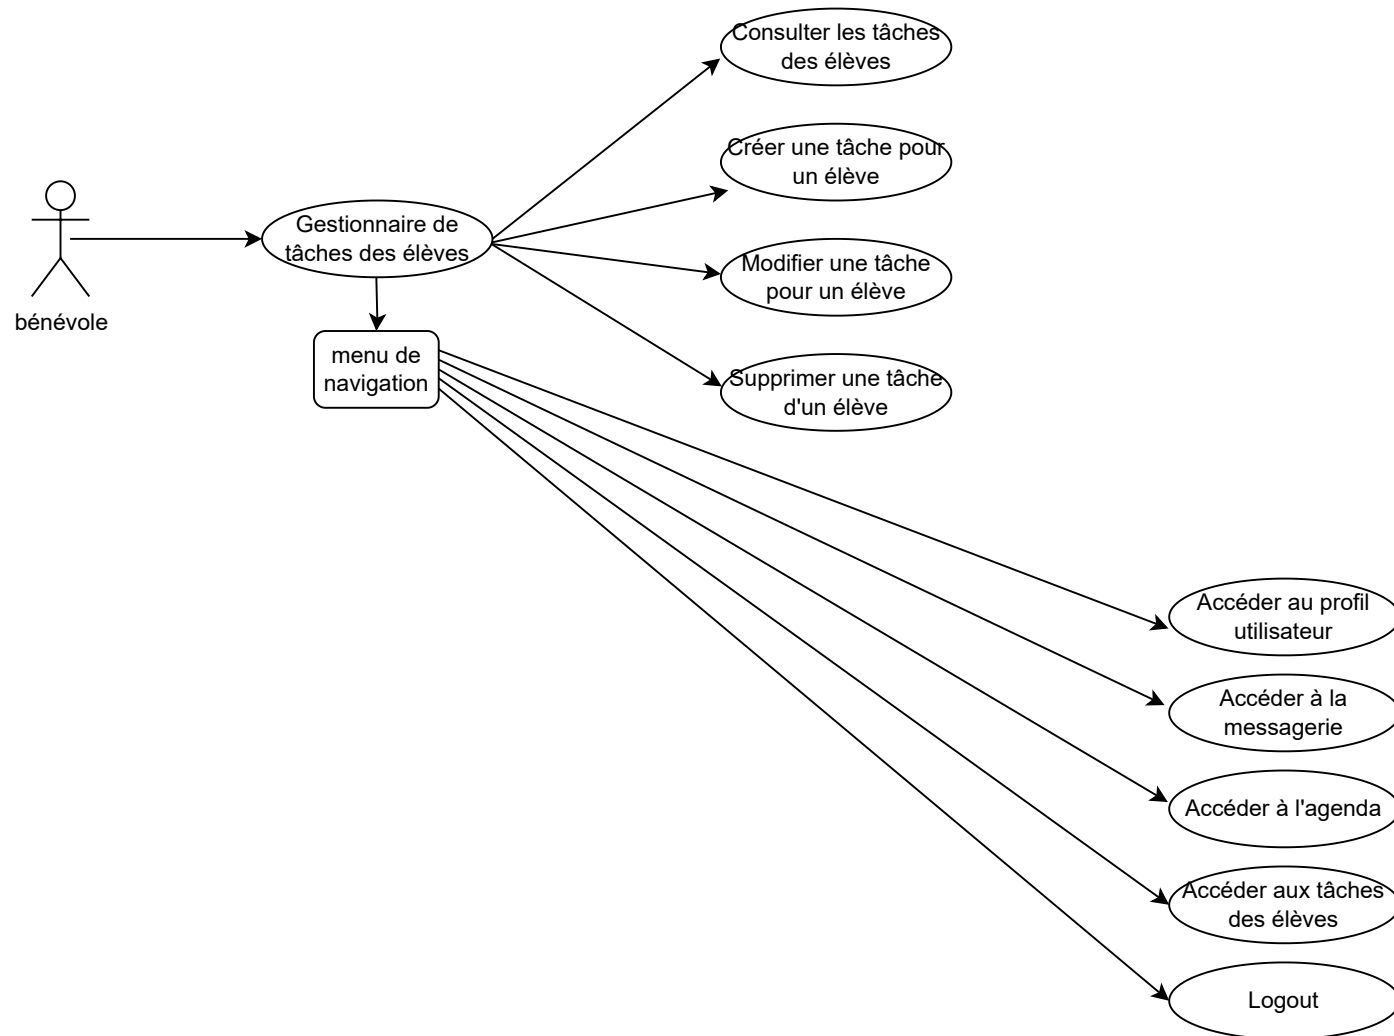 Consulter les tâches
des élèves
Créer une tâche pour
un élève
Gestionnaire de
tâches des élèves
Modifier une tâche
pour un élève
bénévole
menu de
navigation
Supprimer une tâche
d'un élève
Accéder au profil
utilisateur
Accéder à la
messagerie
Accéder à l'agenda
Accéder aux tâches
des élèves
Logout